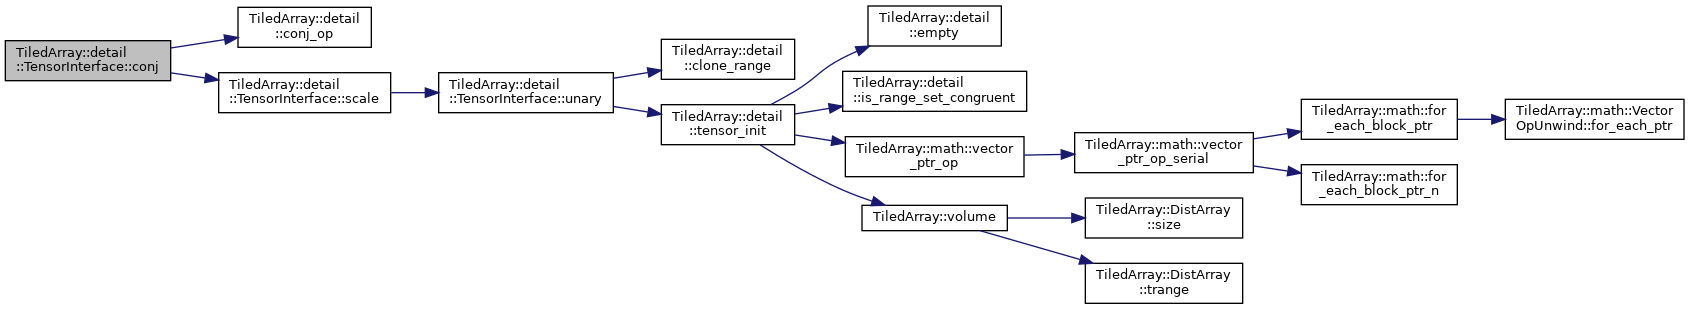 TiledArray::detail
::TensorInterface::conj
TiledArray::detail
::conj_op
TiledArray::detail
::TensorInterface::scale
TiledArray::detail
::TensorInterface::unary
TiledArray::detail
::clone_range
TiledArray::detail
::tensor_init
TiledArray::detail
::empty
TiledArray::detail
::is_range_set_congruent
TiledArray::math::vector
_ptr_op
TiledArray::volume
TiledArray::math::vector
_ptr_op_serial
TiledArray::DistArray
::size
TiledArray::DistArray
::trange
TiledArray::math::for
_each_block_ptr
TiledArray::math::for
_each_block_ptr_n
TiledArray::math::Vector
OpUnwind::for_each_ptr